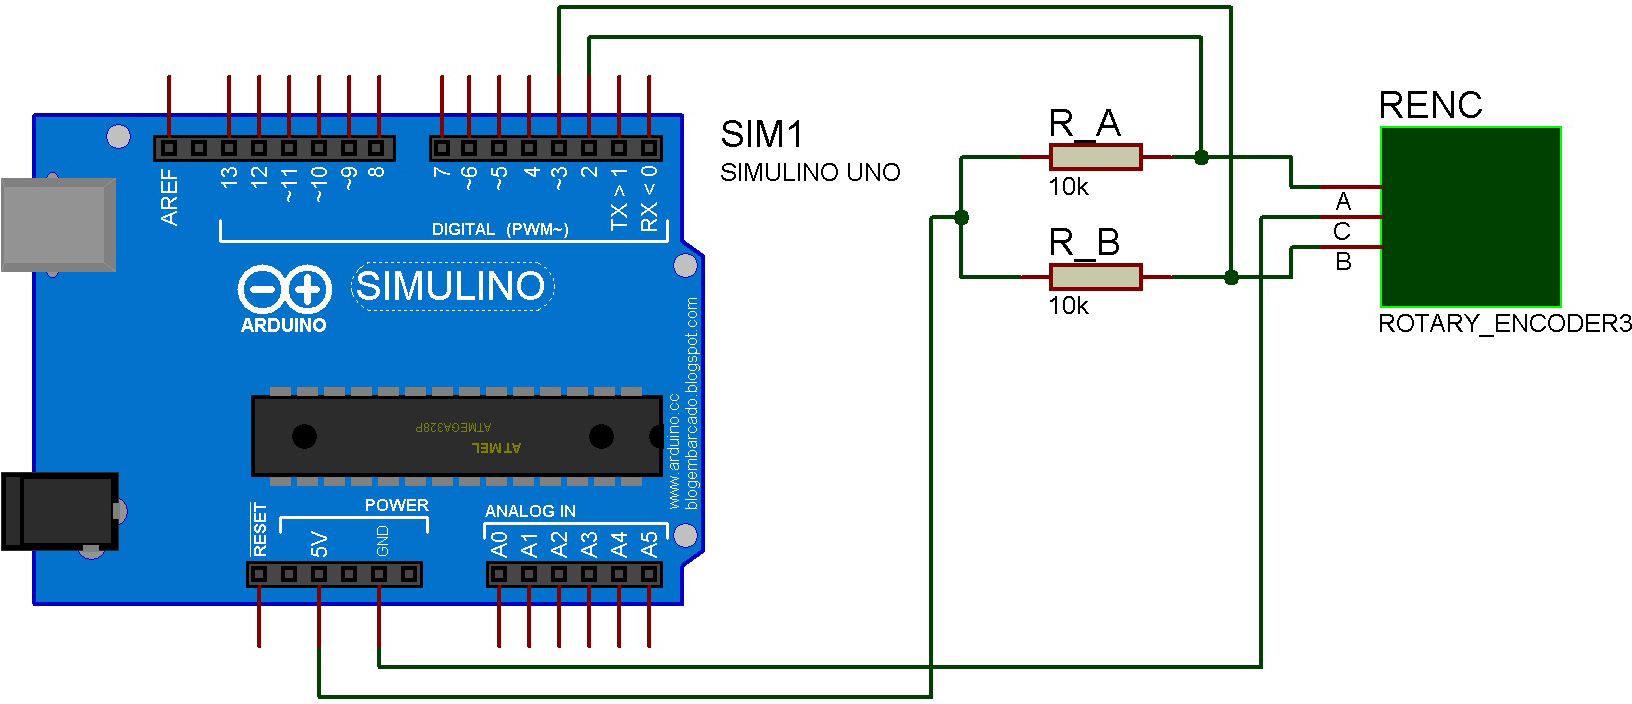 RENC
R_A
SIM1
SIMULINO UNO
10k
A
C
B
R_B
10k
ROTARY_ENCODER3
AREF
13
12
~11
~10
~9
8
7
~6
~5
4
~3
2
TX > 1
RX < 0
DIGITAL (PWM~)
SIMULINO
ARDUINO
www.arduino.cc
blogembarcado.blogspot.com
ATMEGA328P
ATMEL
RESET
POWER
5V
GND
ANALOG IN
A0
A1
A2
A3
A4
A5